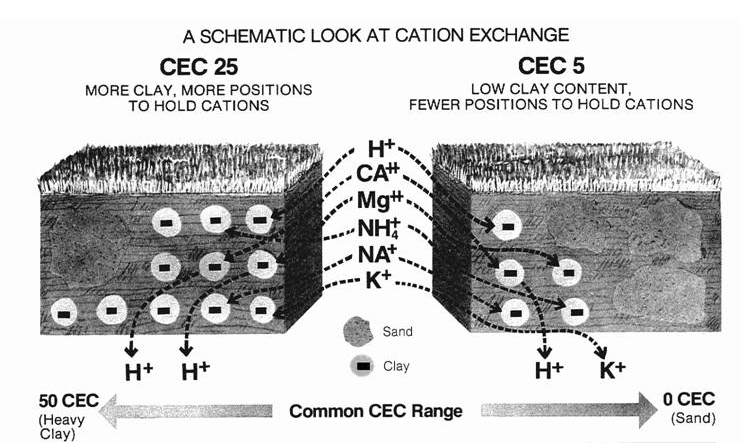 A SCHEMATIC LOOK AT CATION EXCHANGE
CEC 25
MORE CLAY, MORE POSITIONS
TO HOLD CATIONS
CEC 5
LOW CLAY CONTENT,
FEWER POSITIONS TO HOLD CATIONS
H+
CA++
Mg++
NH4+
NA+
K+
Sand
Clay
H+ H+
H+ K+
50 CEC
(Heavy
Clay)
Common CEC Range
0 CEC
(Sand)